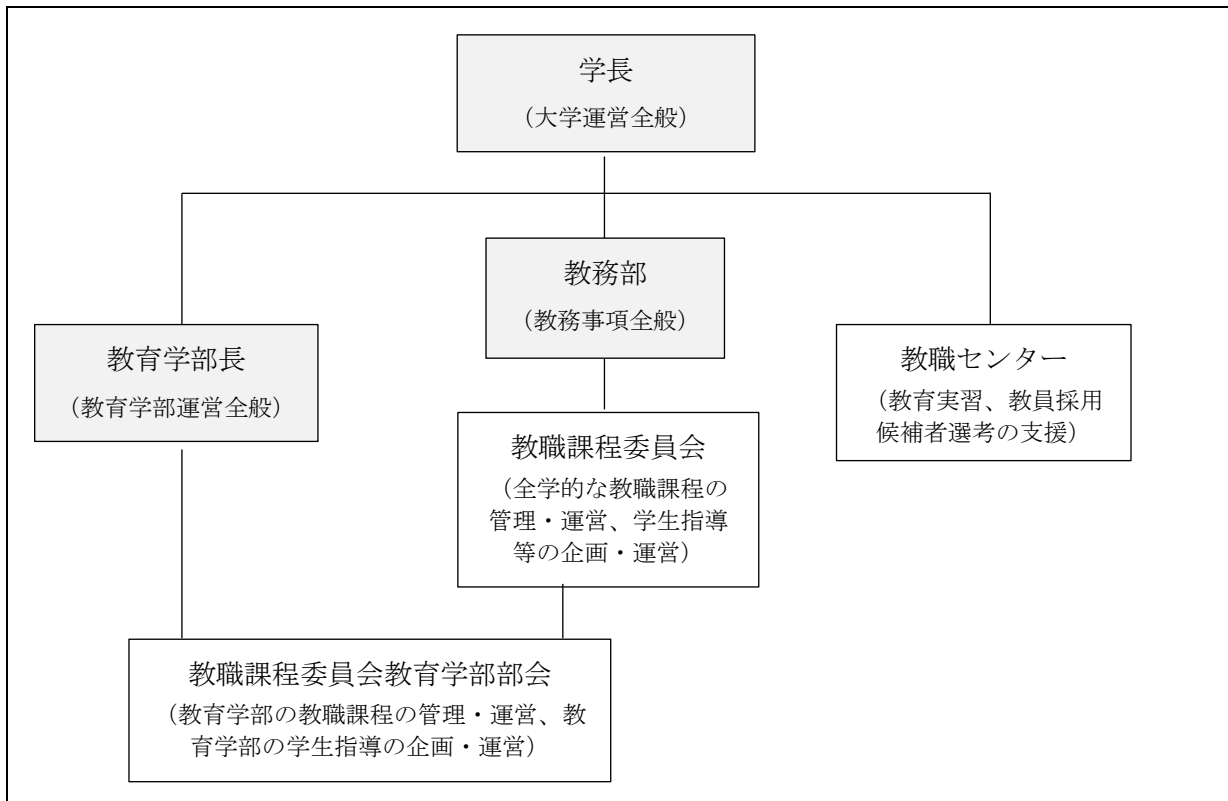 学長
（大学運営全般）
教務部
（教務事項全般）
教育学部長
（教育学部運営全般）
教職センター
（教育実習、教員採用
候補者選考の支援）
教職課程委員会
（全学的な教職課程の
管理・運営、学生指導
等の企画・運営）
教職課程委員会教育学部部会
（教育学部の教職課程の管理・運営、教
育学部の学生指導の企画・運営）